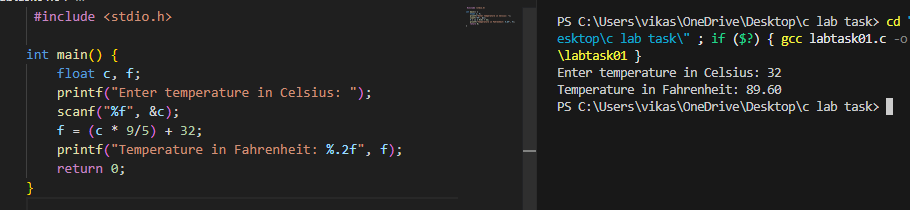 #include <stdio.h>
int main() {
float c, f;
printf("Enter temperature in Celsius: ");
scanf("%f", &c);
f = (c * 9/5) + 32;
printf("Temperature in Fahrenheit: %.2f", f);
return 0;
}
PS C:\Users\vikas\OneDrive\Desktop\c lab task> cd "
esktop\c lab task\" ; if ($?) { gcc labtask01.c -o
\labtask01 }
Enter temperature in Celsius: 32
Temperature in Fahrenheit: 89.60
PS C:\Users\vikas\OneDrive\Desktop\c lab task>